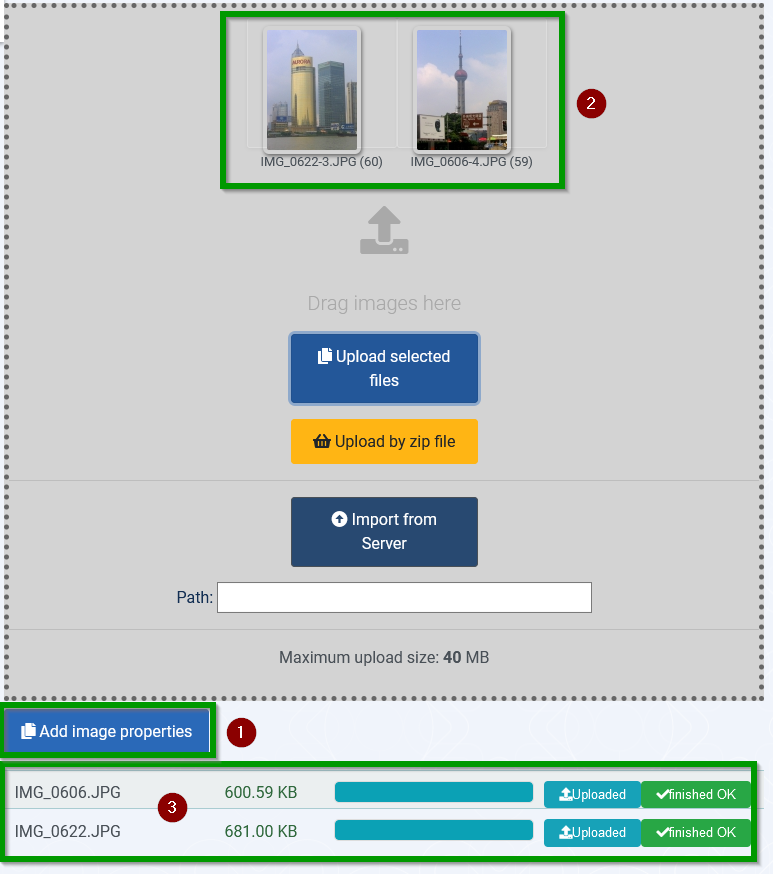 AURORA
2
IMG_0622-3.JPG (60) IMG_0606-4.JPG (59)
Drag images here
Upload selected
files
Upload by zip file
Import from
Server
Path:
Maximum upload size: 40 MB
Add image properties 1
IMG_0606.JPG 600.59 KB Uploaded finished OK
3
IMG_0622.JPG 681.00 KB Uploaded finished OK